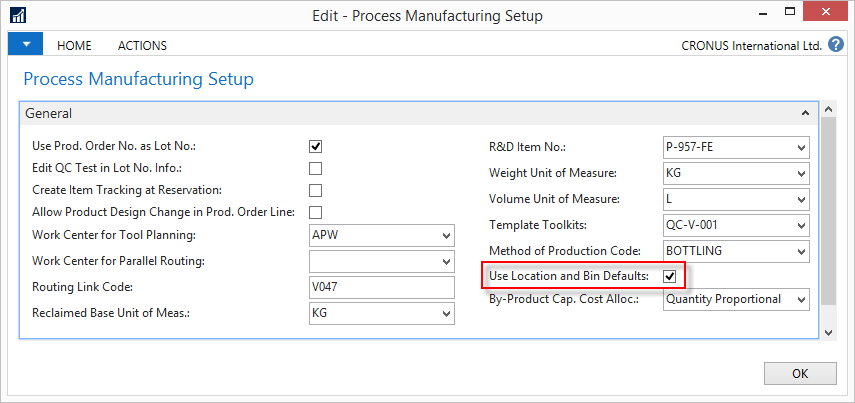 Edit - Process Manufacturing Setup
HOME ACTIONS CRONUS International Ltd. ?
Process Manufacturing Setup
General
Use Prod. Order No. as Lot No.:
Edit QC Test in Lot No. Info.:
Create Item Tracking at Reservation:
Allow Product Design Change in Prod. Order Line:
Work Center for Tool Planning: APW
Work Center for Parallel Routing:
Routing Link Code: V047
Reclaimed Base Unit of Meas.: KG
R&D Item No.: P-957-FE
Weight Unit of Measure: KG
Volume Unit of Measure: L
Template Toolkits: QC-V-001
Method of Production Code: BOTTLING
Use Location and Bin Defaults:
By-Product Cap. Cost Alloc.: Quantity Proportional
OK